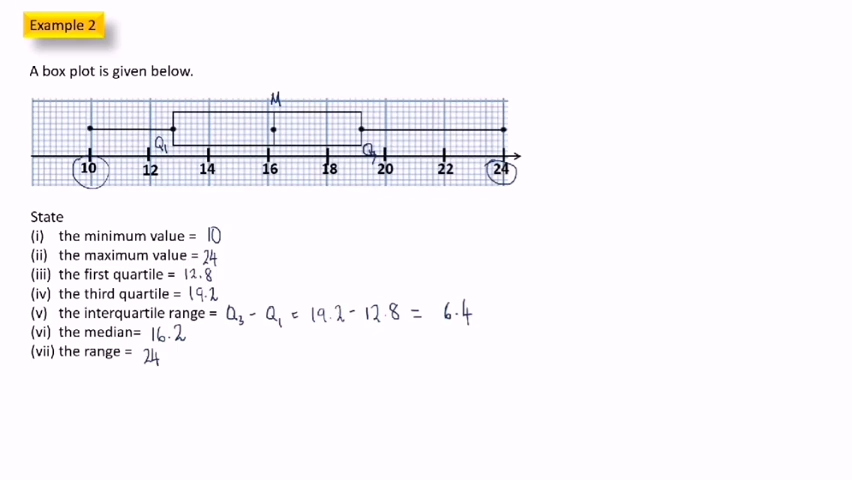 Example 2
A box plot is given below.
M
Q1 Q3
10 12 14 16 18 20 22 24
State
(i) the minimum value = 10
(ii) the maximum value = 24
(iii) the first quartile = 12.8
(iv) the third quartile = 19.2
(v) the interquartile range = Q3 - Q1 = 19.2 - 12.8 = 6.4
(vi) the median= 16.2
(vii) the range = 24